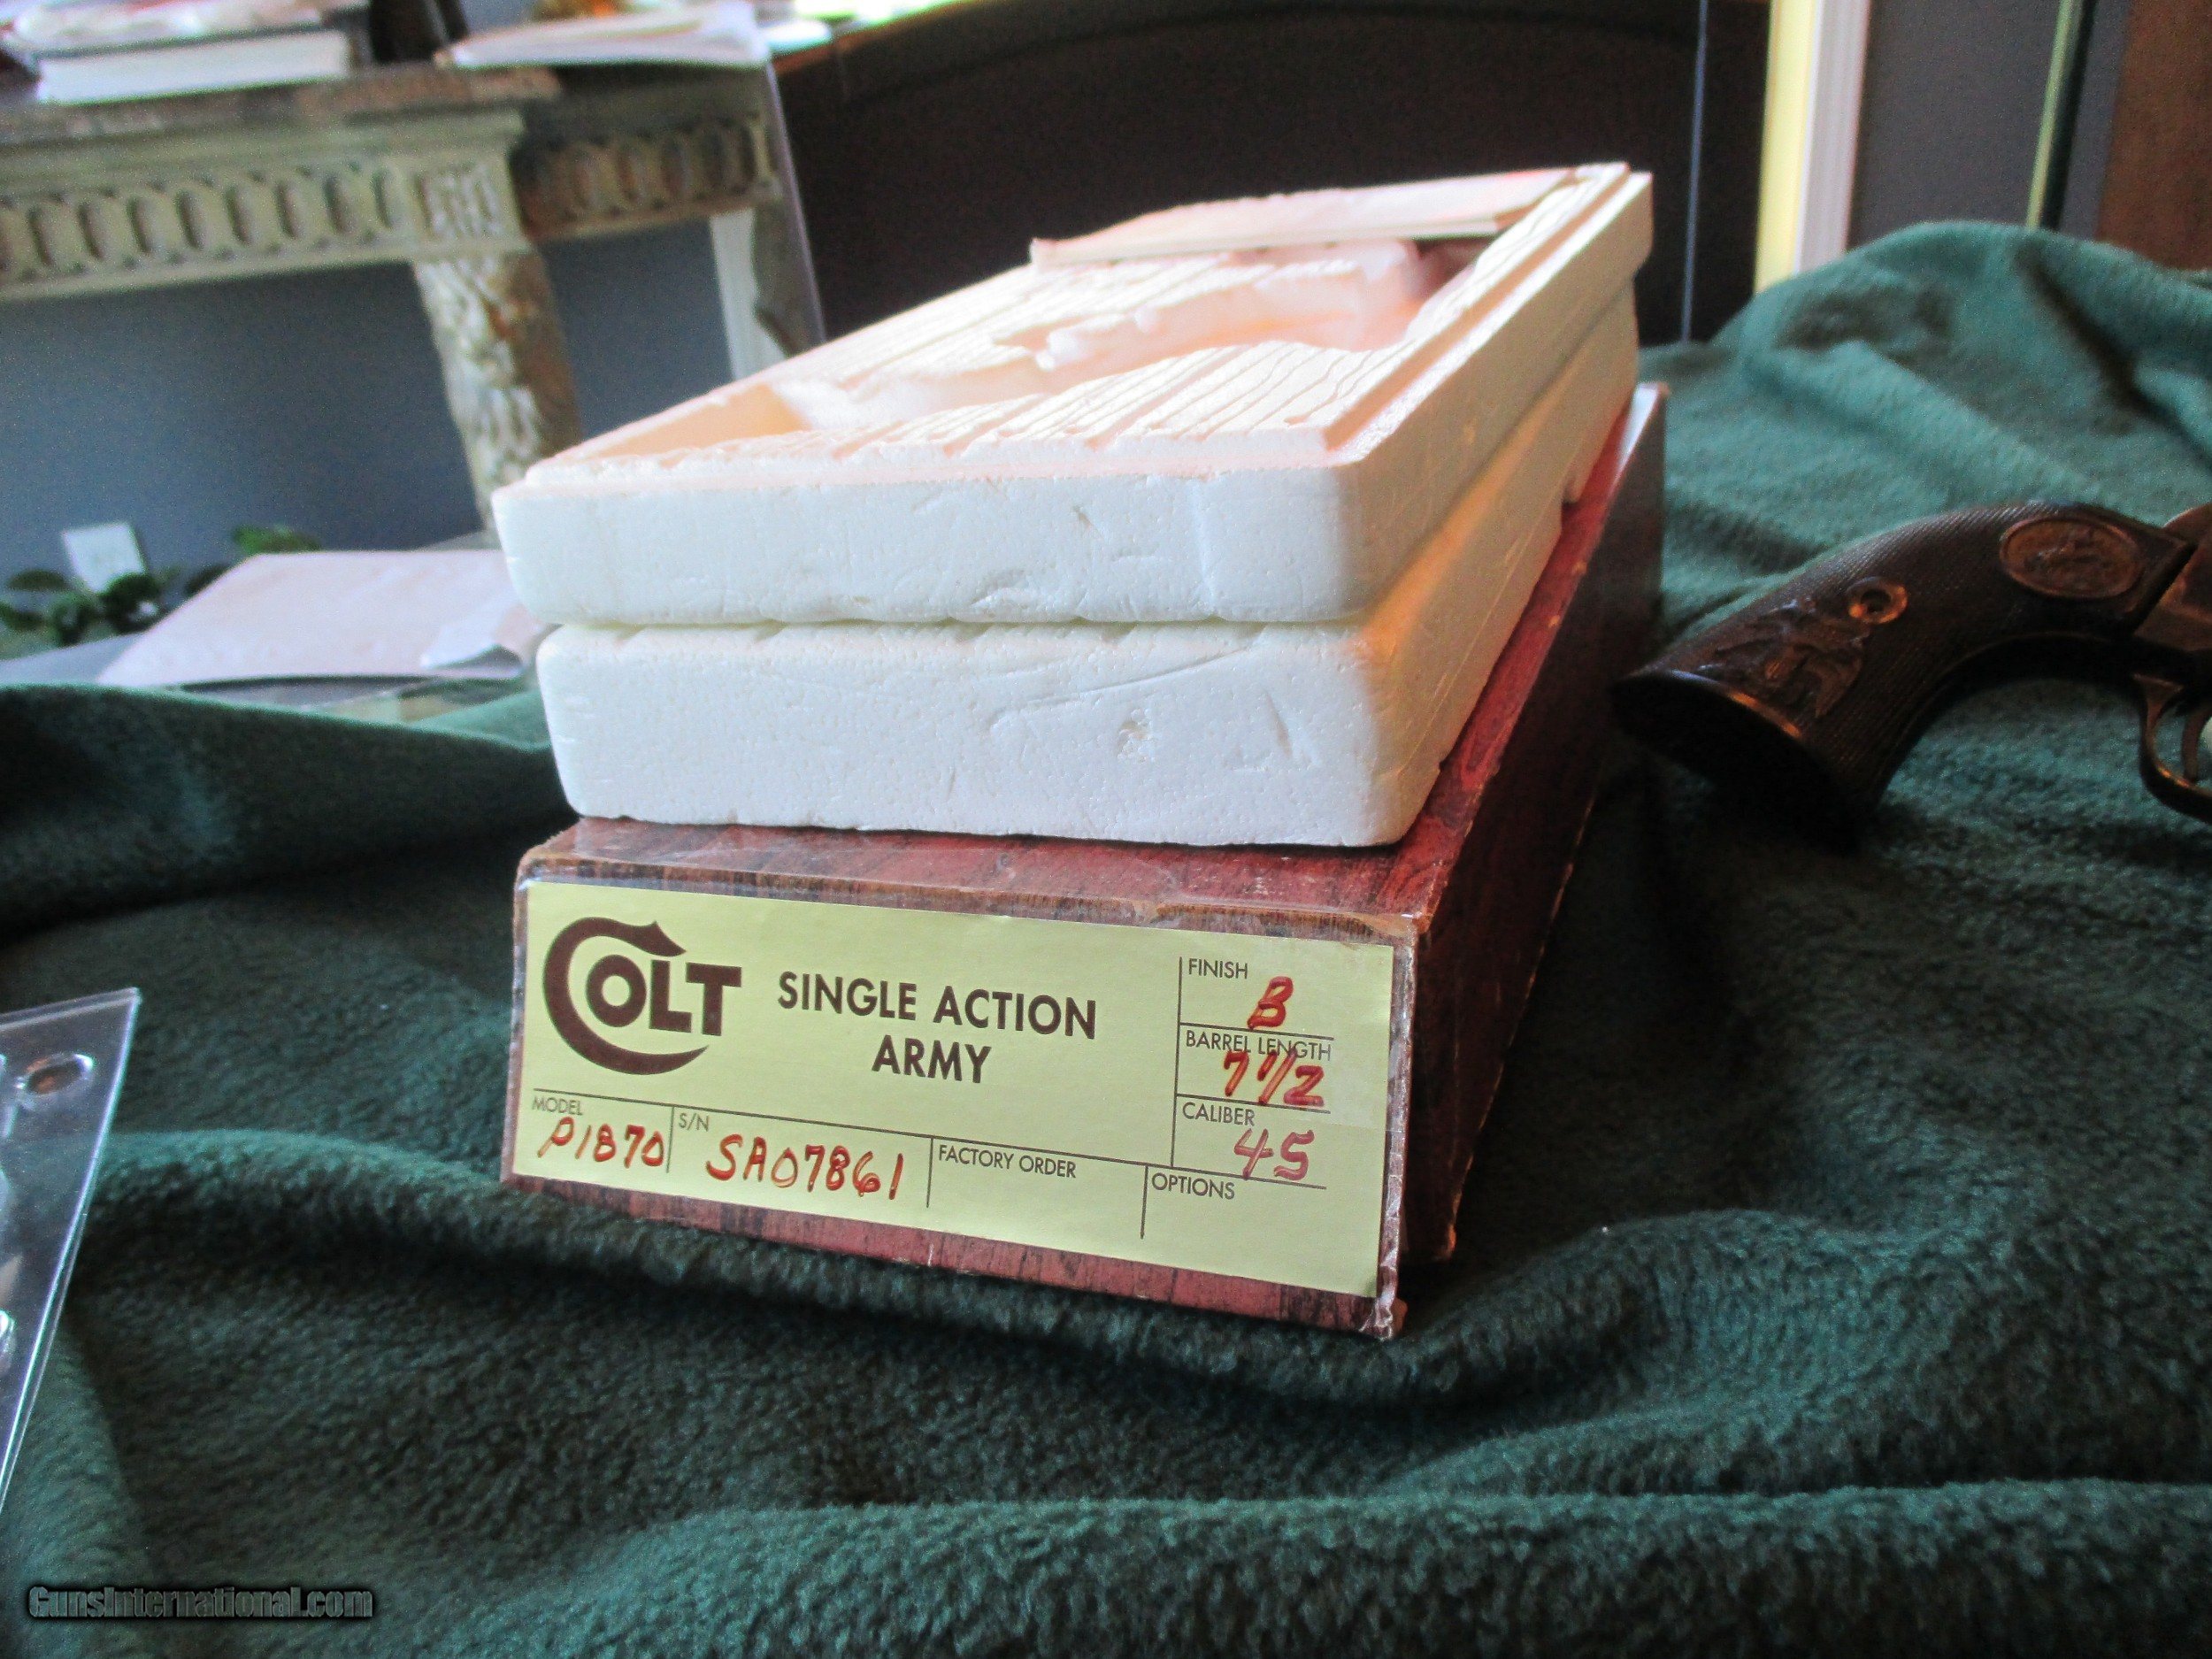 COLT SINGLE ACTION
ARMY
FINISH
B
BARREL LENGTH
7 1/2
CALIBER
45
MODEL
P1870
S/N
SA07861
FACTORY ORDER
OPTIONS
GunsInternational.com